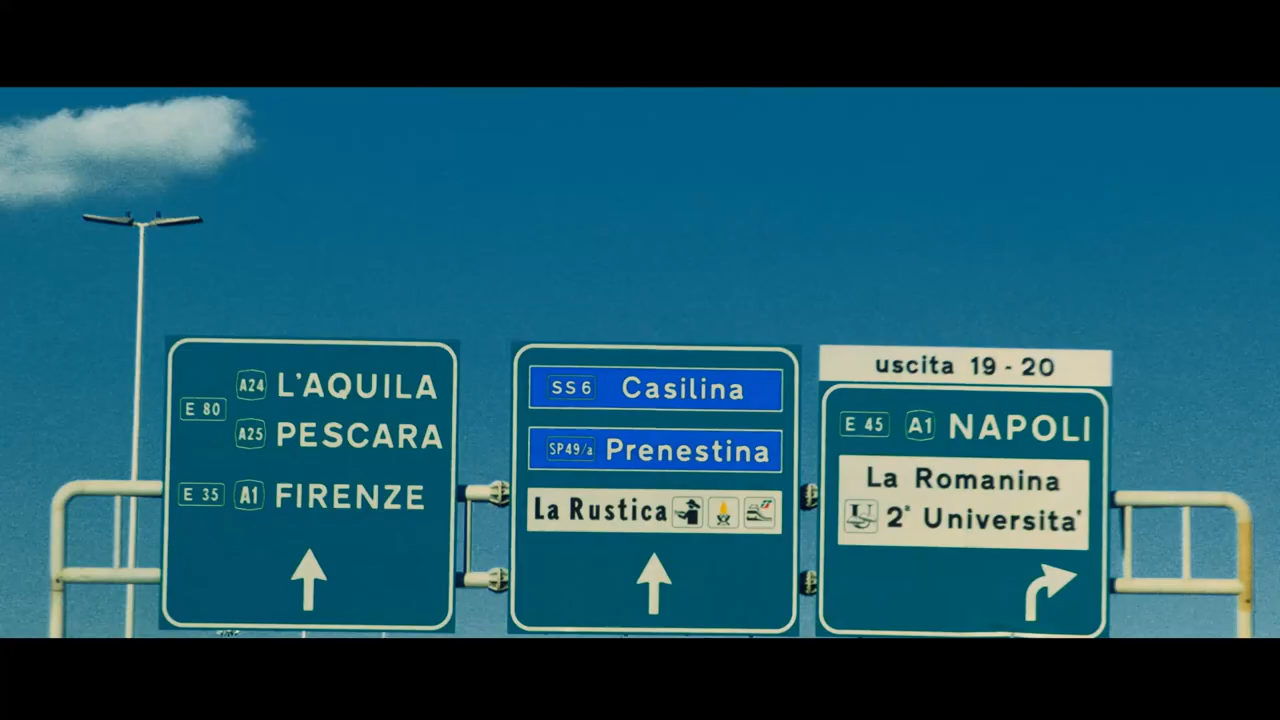 A24 L'AQUILA
E 80
A25 PESCARA
E 35 A1 FIRENZE
SS 6 Casilina
SP49/a Prenestina
La Rustica
uscita 19 - 20
E 45 A1 NAPOLI
La Romanina
U 2ª Universita'